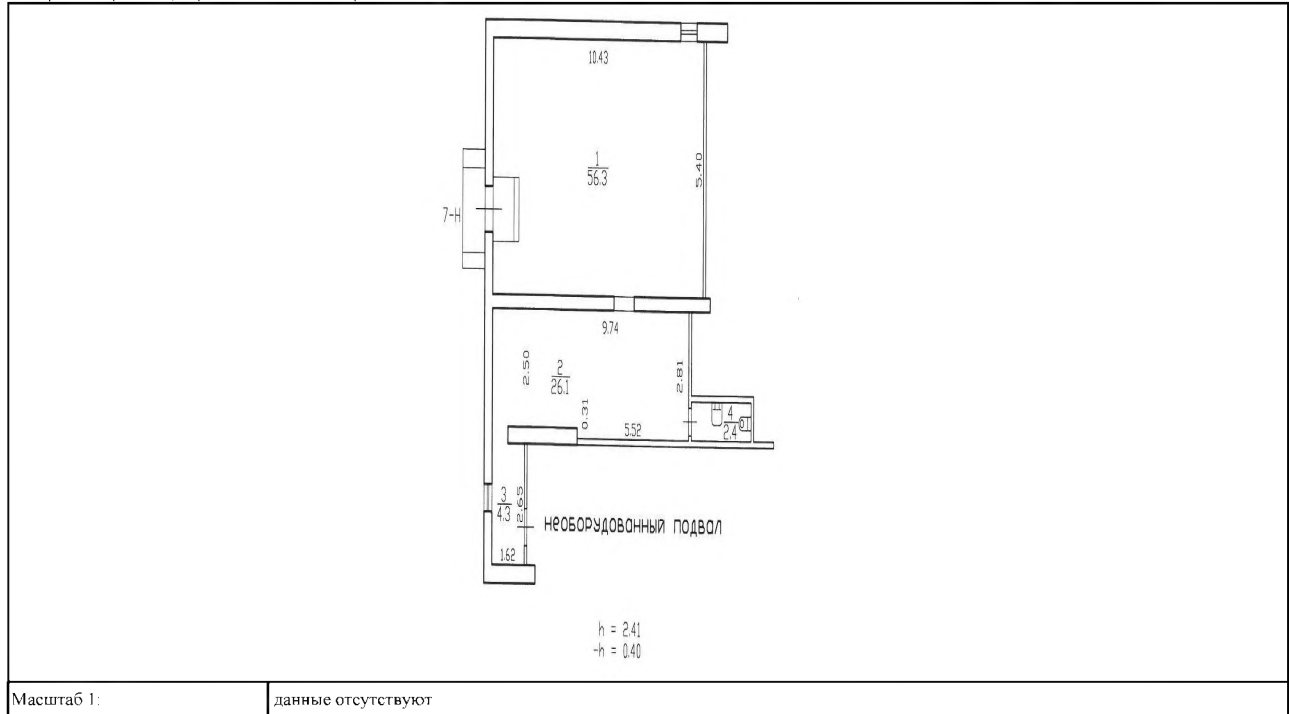 10.43
1
56.3
5.40
7-Н
9.74
2.50
2
26.1
2.81
0.31
5.52
4
2.4
3
4.3
2.65
необорудованный подвал
1.62
h = 2.41
-h = 0.40
Масштаб 1:
данные отсутствуют